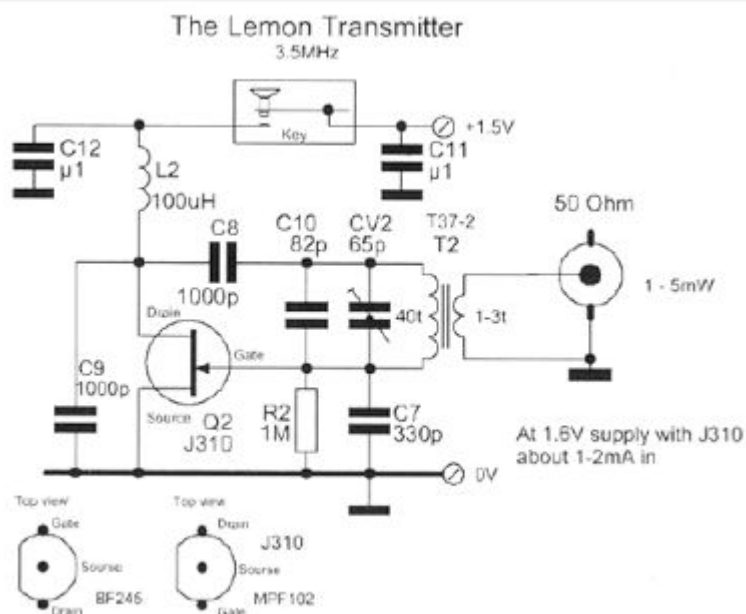 The Lemon Transmitter
3.5MHz
Key
+1.5V
C12
µ1
C11
µ1
L2
100uH
C8
1000p
C10
82p
CV2
65p
T37-2
T2
50 Ohm
40t
1-3t
1 - 5mW
Drain
Gate
Source
C9
1000p
Q2
J310
R2
1M
C7
330p
At 1.6V supply with J310
about 1-2mA in
0V
Top view
Gate
Source
BF245
Drain
Top view
Drain
J310
Source
MPF102
Gate